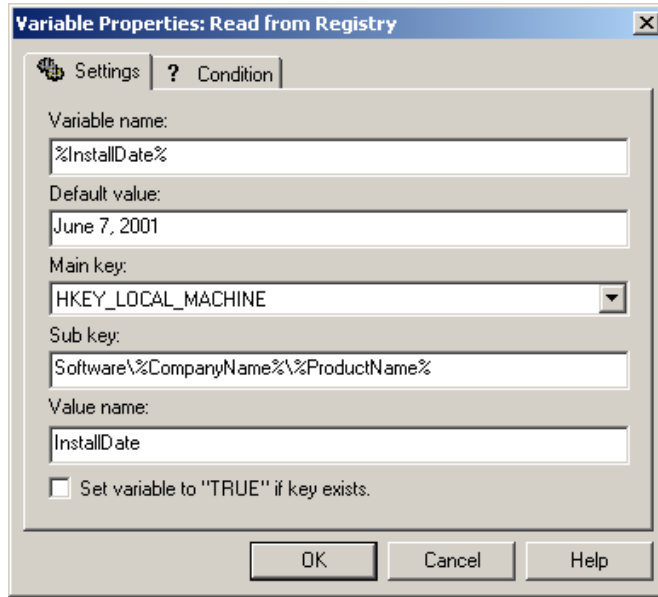 Variable Properties: Read from Registry
Settings
? Condition
Variable name:
%InstallDate%
Default value:
June 7, 2001
Main key:
HKEY_LOCAL_MACHINE
Sub key:
Software\%CompanyName%\%ProductName%
Value name:
InstallDate
Set variable to "TRUE" if key exists.
OK
Cancel
Help